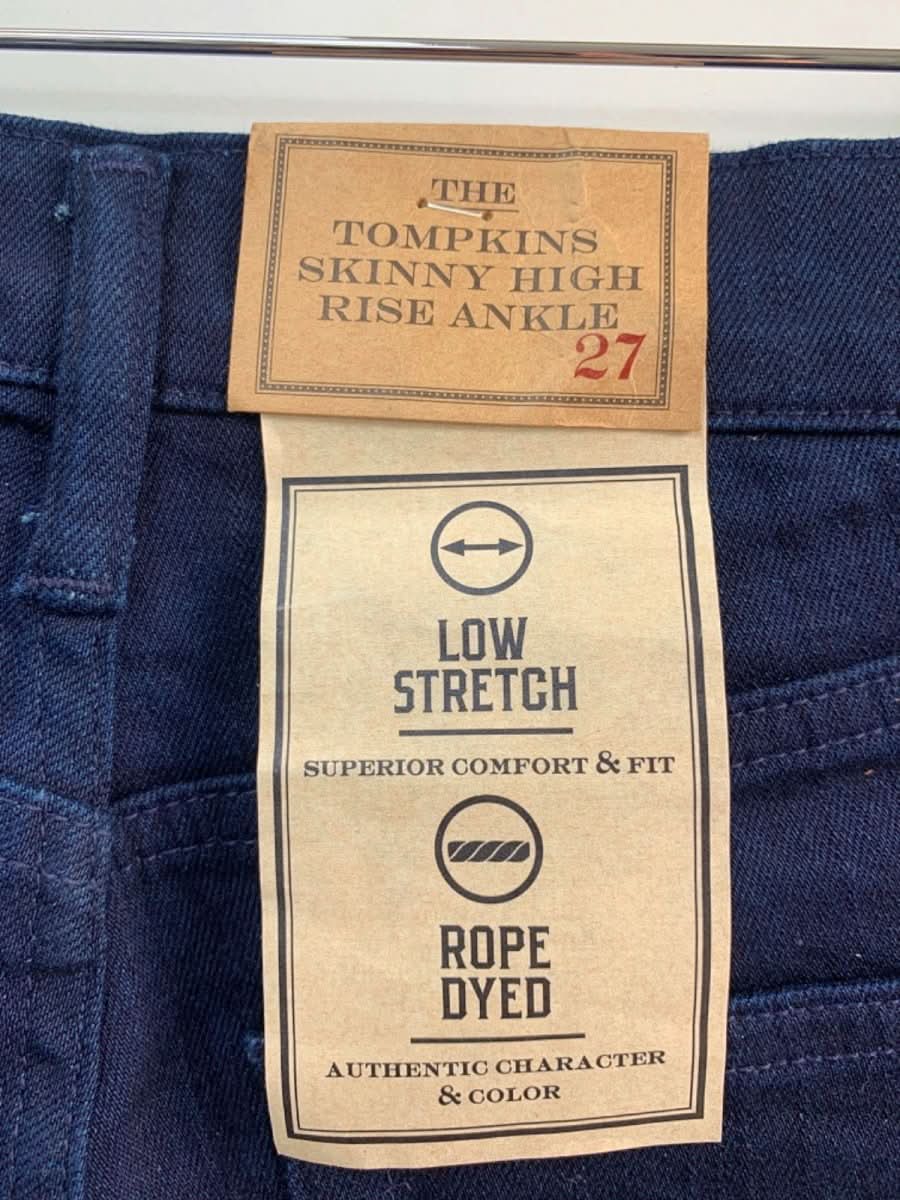 THE
TOMPKINS
SKINNY HIGH
RISE ANKLE
27
LOW
STRETCH
SUPERIOR COMFORT & FIT
ROPE
DYED
AUTHENTIC CHARACTER
& COLOR